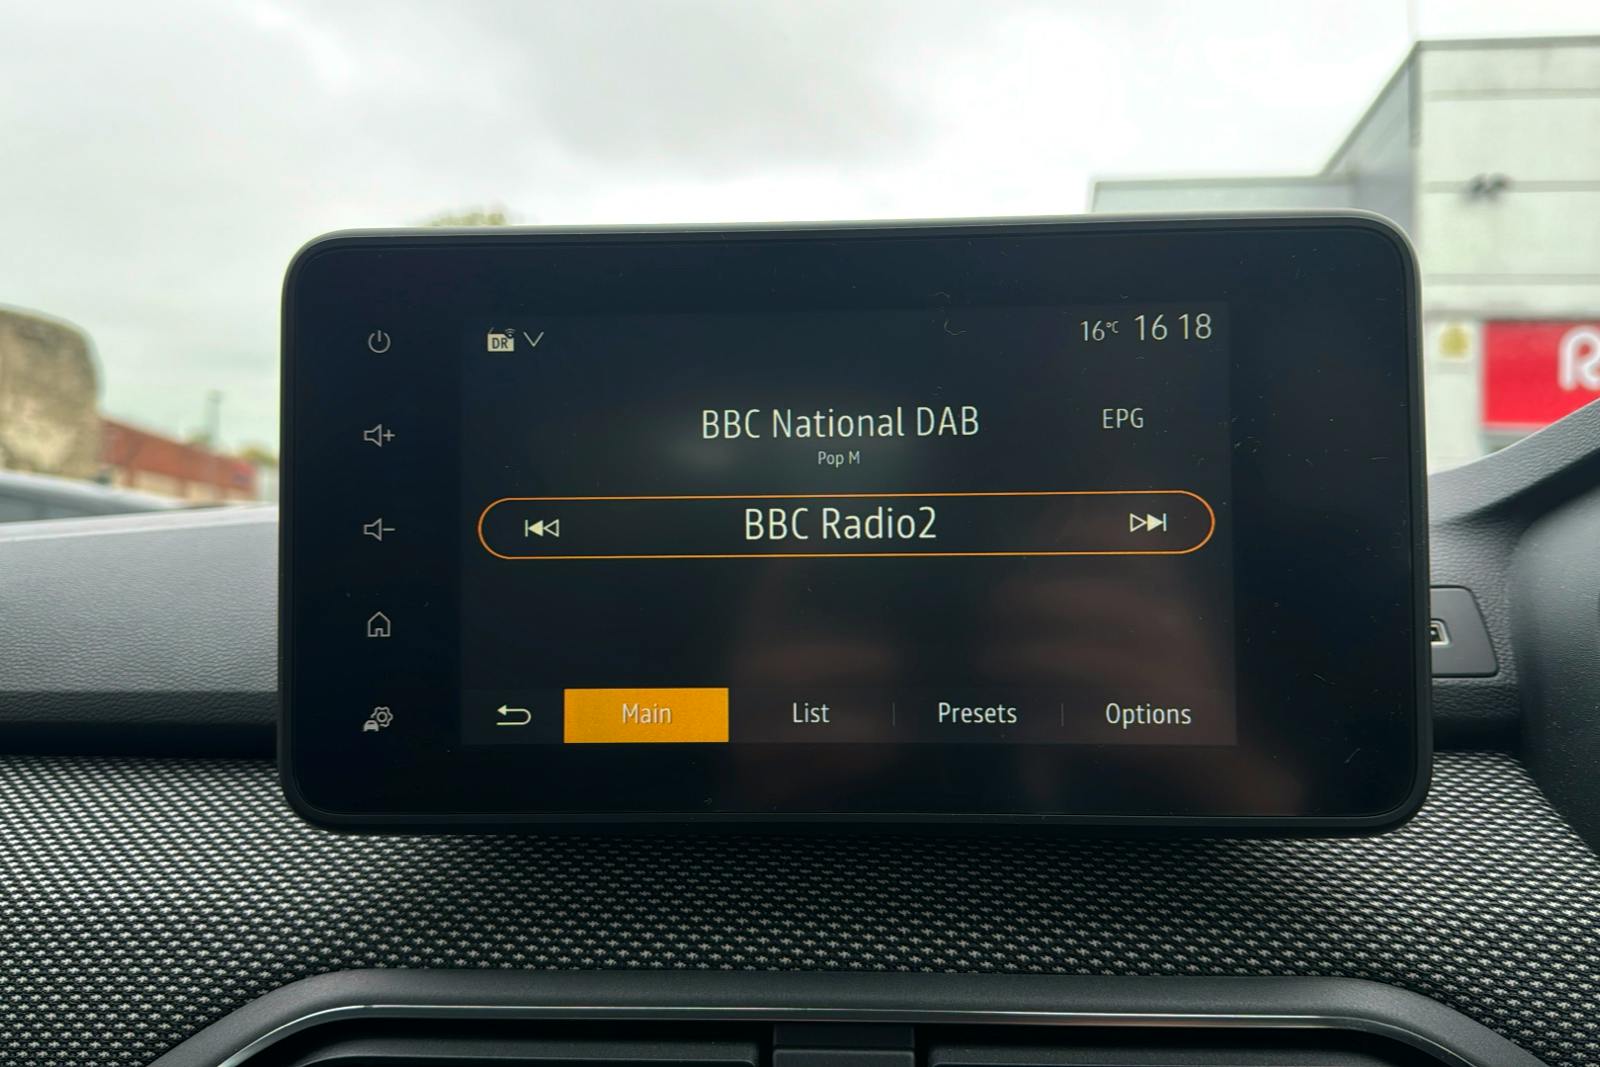 DR
16°C 16 18
BBC National DAB
EPG
Pop M
BBC Radio2
Main
List
Presets
Options
R